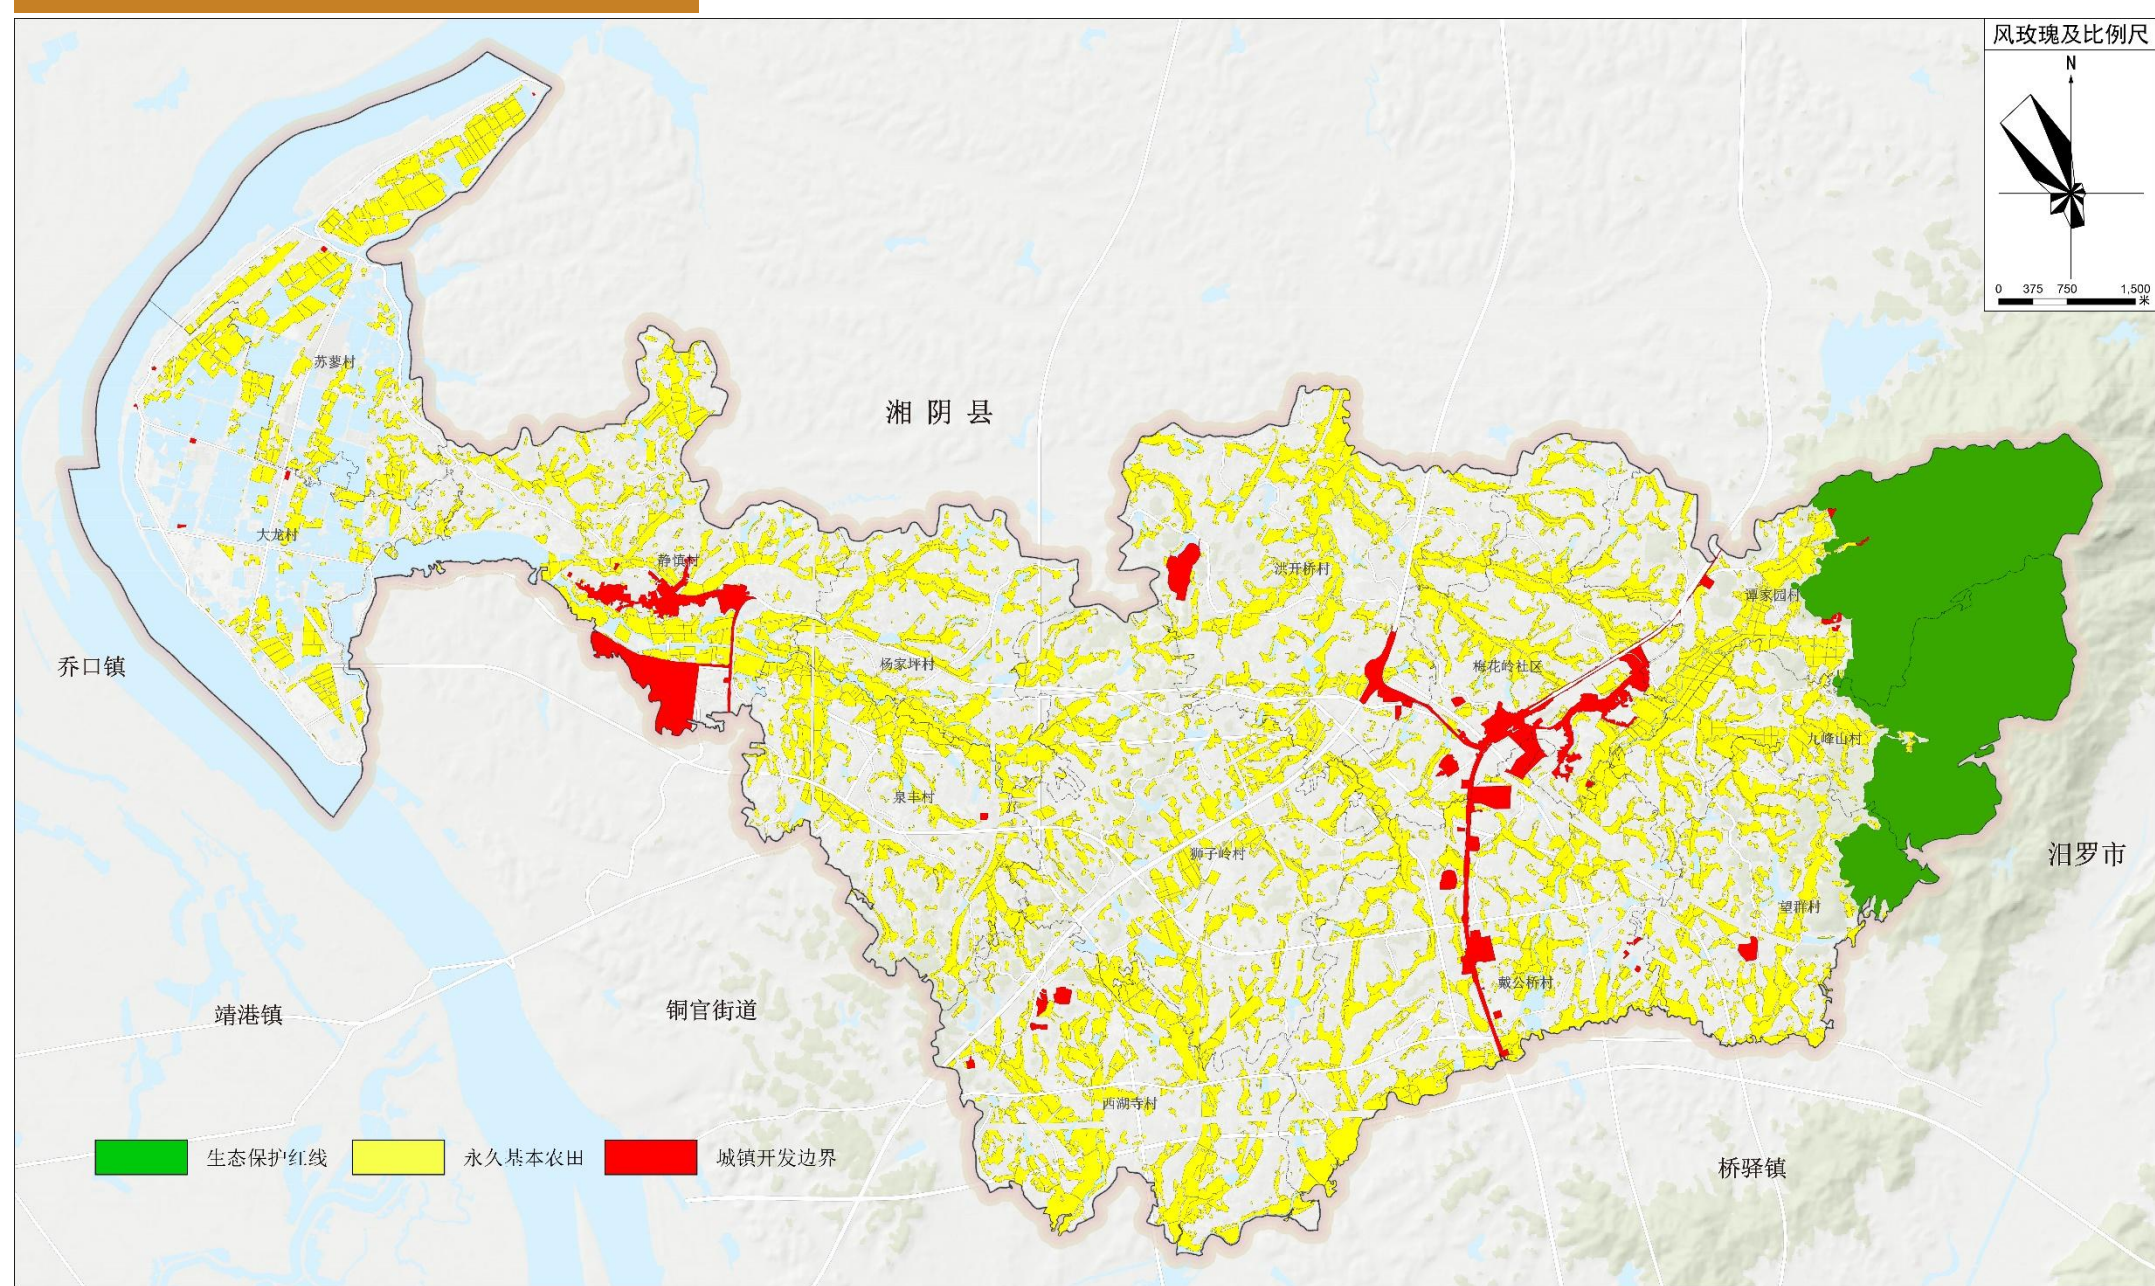 风玫瑰及比例尺
N
0 375 750 1,500
米
苏蓼村
湘阴县
大龙村
静慎村
洪开桥村
谭家园村
乔口镇
杨家坪村
梅花岭社区
九峰山村
泉丰村
狮子岭村
汨罗市
望群村
戴公桥村
靖港镇
铜官街道
西湖寺村
生态保护红线
永久基本农田
城镇开发边界
桥驿镇